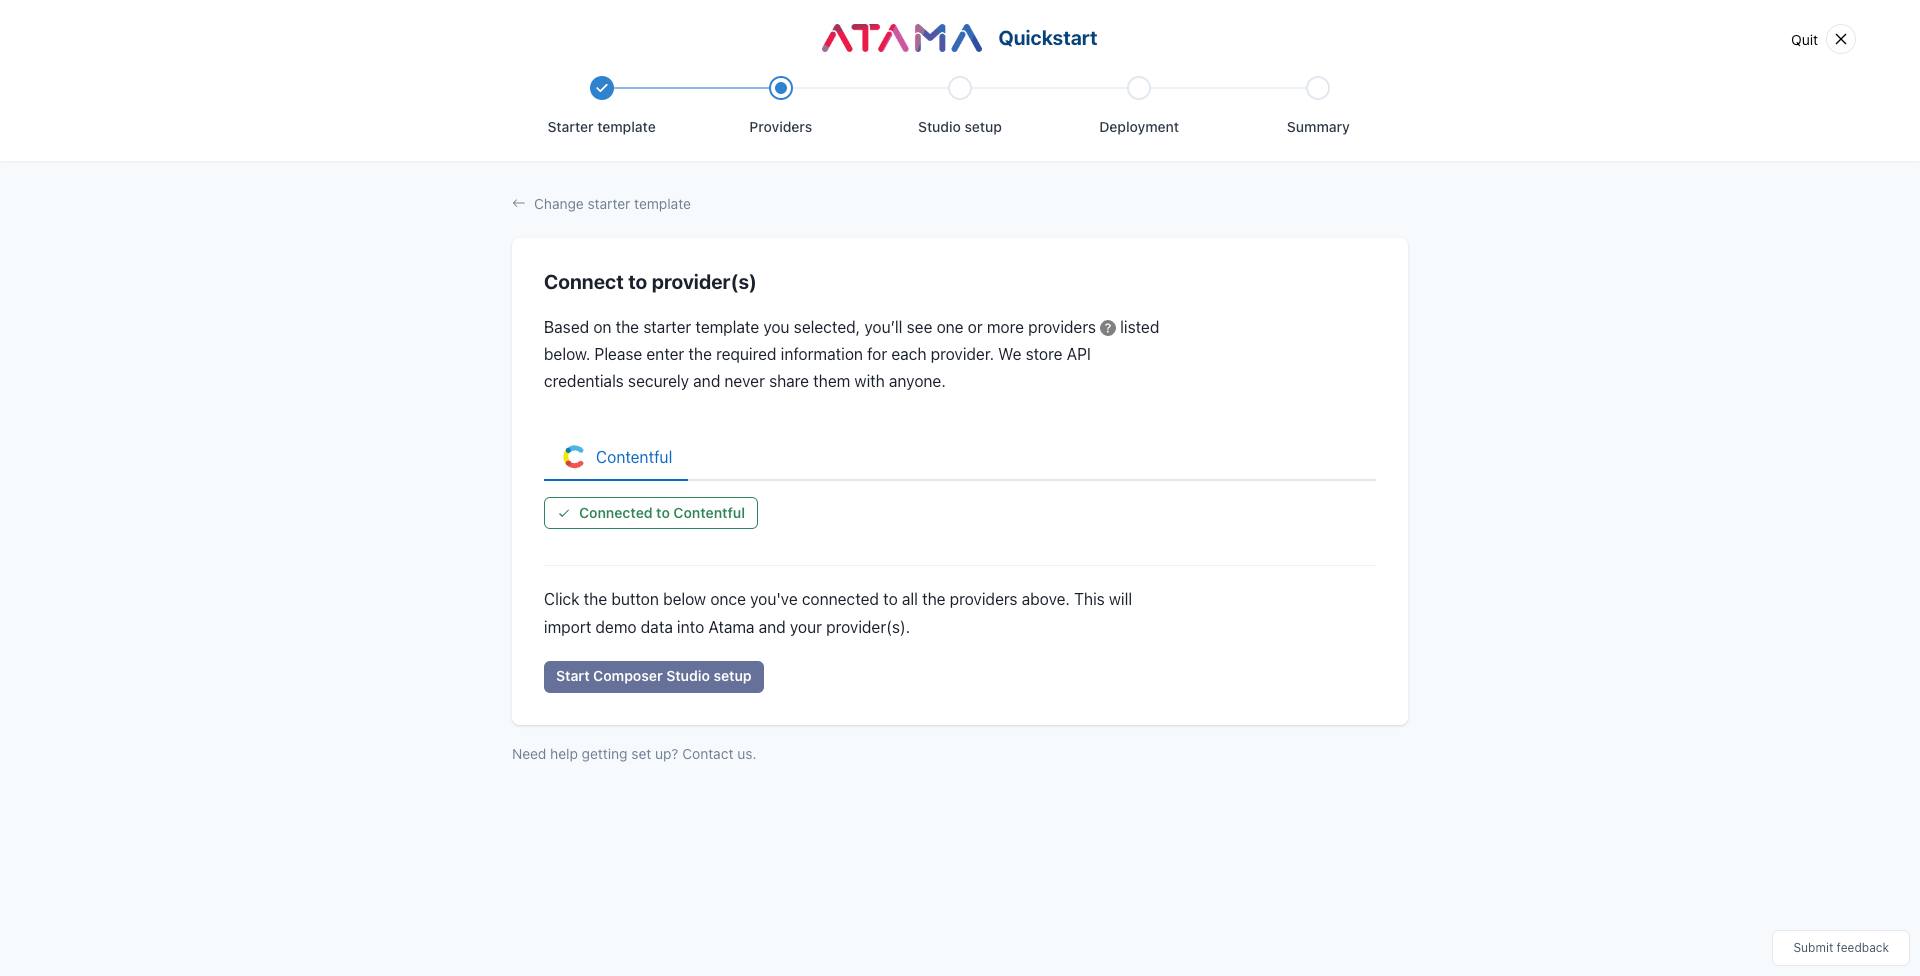 ATAMA Quickstart
Quit
Starter template
Providers
Studio setup
Deployment
Summary
Change starter template
Connect to provider(s)
Based on the starter template you selected, you’ll see one or more providers ? listed
below. Please enter the required information for each provider. We store API
credentials securely and never share them with anyone.
Contentful
Connected to Contentful
Click the button below once you've connected to all the providers above. This will
import demo data into Atama and your provider(s).
Start Composer Studio setup
Need help getting set up? Contact us.
Submit feedback